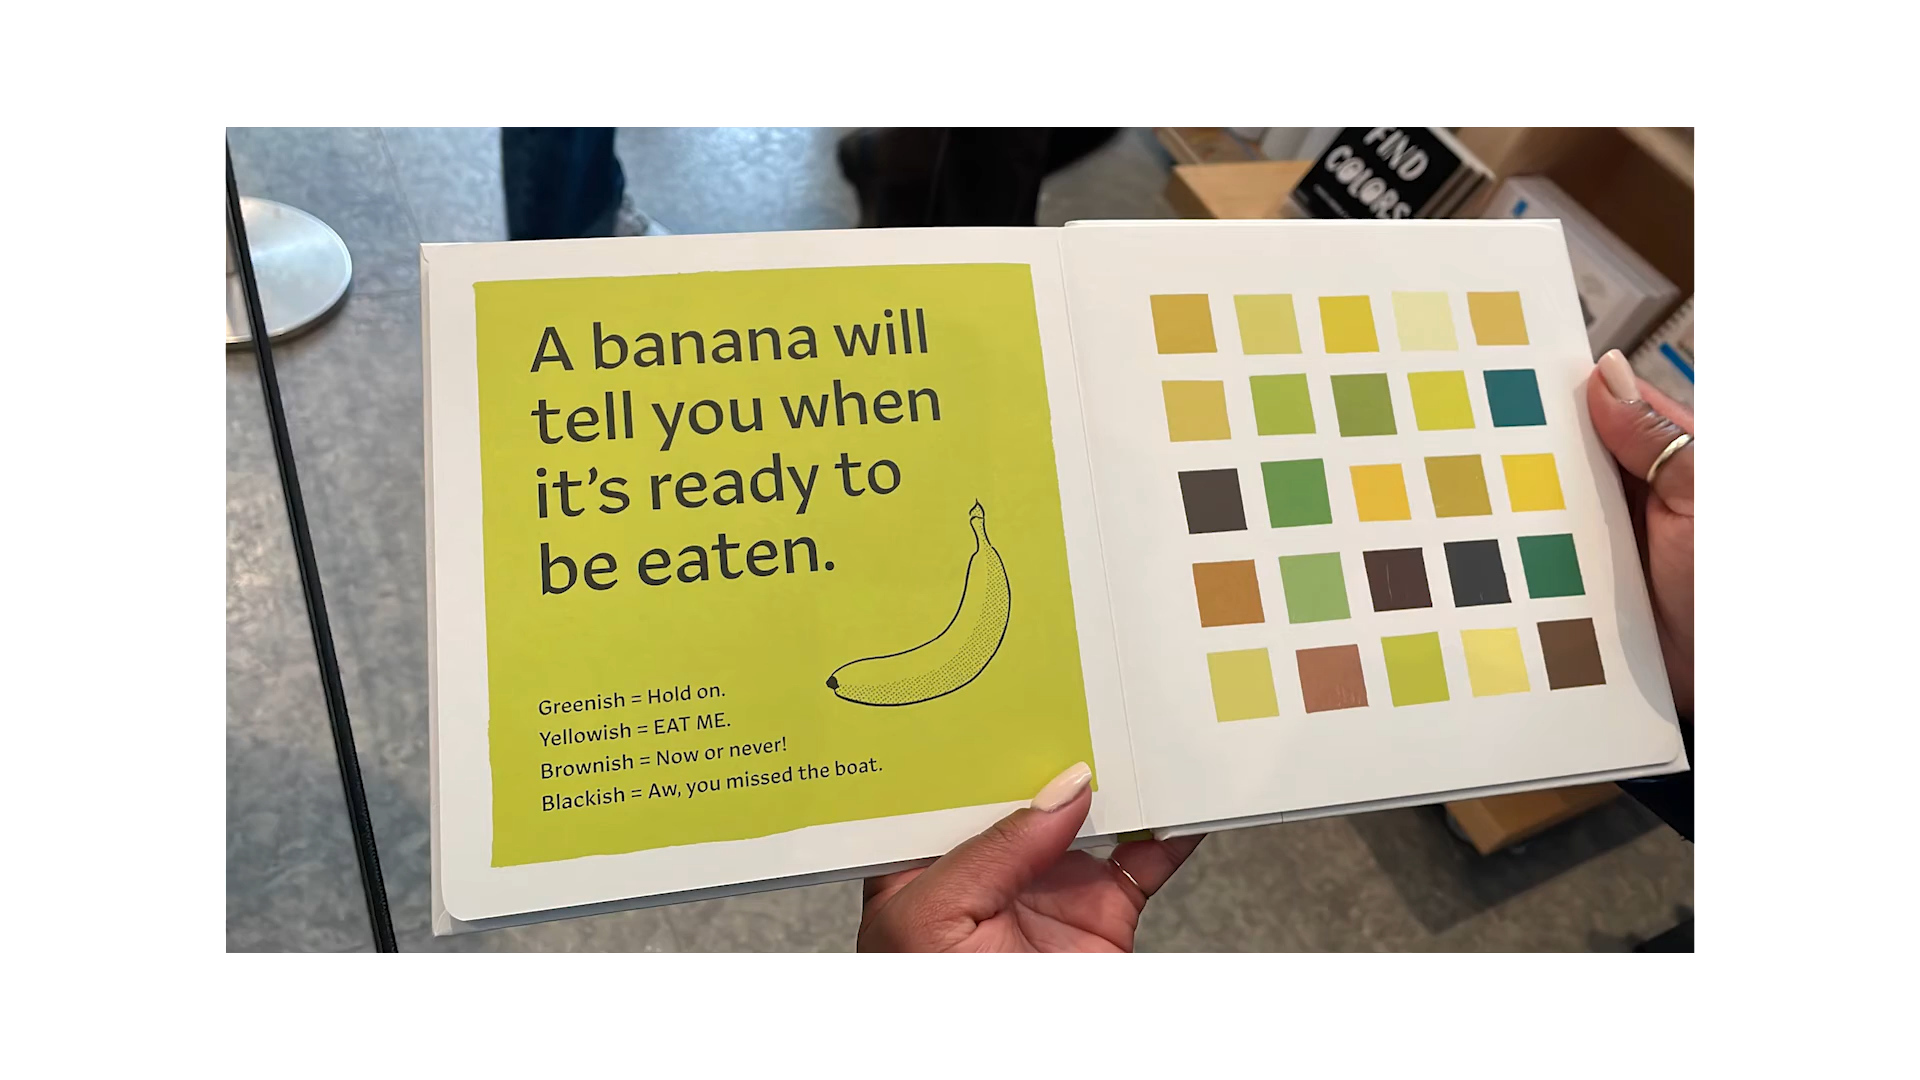 FIND
COLORS
A banana will
tell you when
it’s ready to
be eaten.
Greenish = Hold on.
Yellowish = EAT ME.
Brownish = Now or never!
Blackish = Aw, you missed the boat.